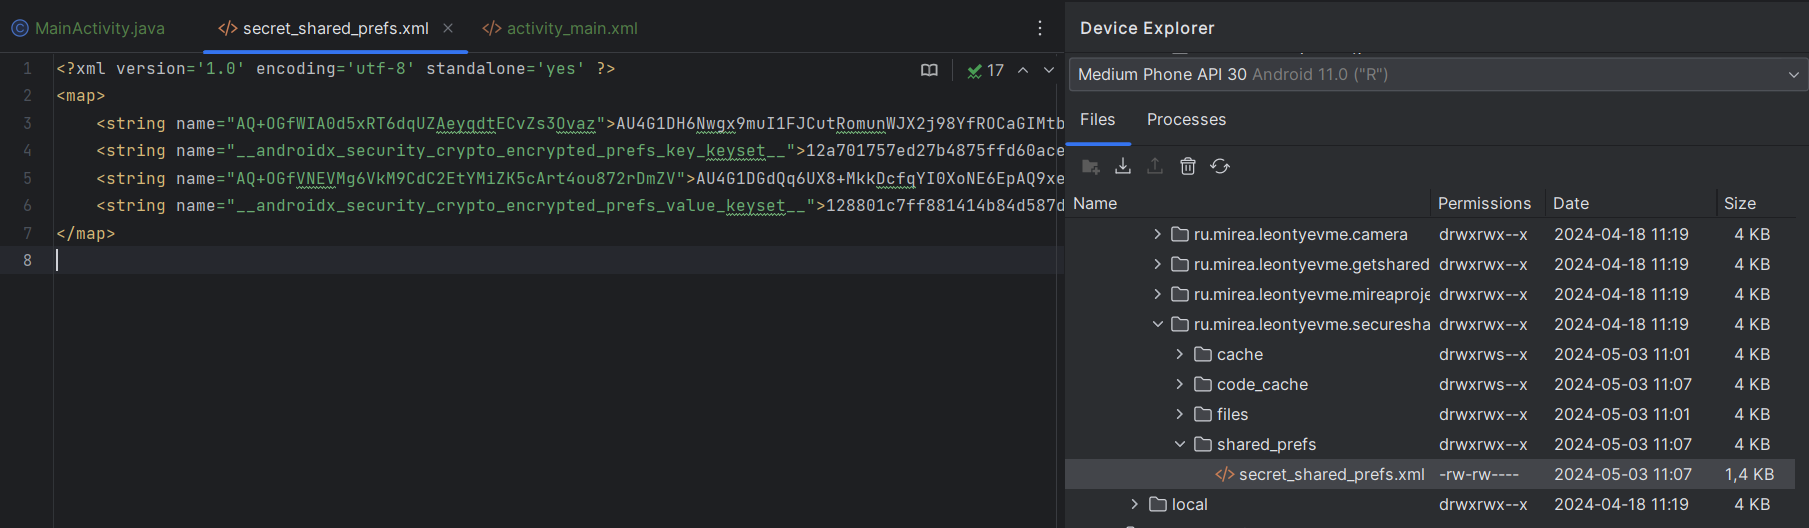 MainActivity.java
secret_shared_prefs.xml
activity_main.xml
1 <?xml version='1.0' encoding='utf-8' standalone='yes' ?>
17
2 <map>
3 <string name="AQ+OGfWIA0d5xRT6dqUZAeyqdtECvZs3Ovaz">AU4G1DH6Nwgx9muI1FJCutRomunWJX2j98YfROCaGIMtb
4 <string name="__androidx_security_crypto_encrypted_prefs_key_keyset__">12a701757ed27b4875ffd60ace
5 <string name="AQ+OGfVNEVMg6VkM9CdC2EtYMiZK5cArt4ou872rDmZV">AU4G1DGdQq6UX8+MkkDcfqYI0XoNE6EpAQ9xe
6 <string name="__androidx_security_crypto_encrypted_prefs_value_keyset__">128801c7ff881414b84d587d
7 </map>
8
Device Explorer
Medium Phone API 30 Android 11.0 ("R")
Files Processes
Name Permissions Date Size
ru.mirea.leontyevme.camera drwxrwx--x 2024-04-18 11:19 4 KB
ru.mirea.leontyevme.getshared drwxrwx--x 2024-04-18 11:19 4 KB
ru.mirea.leontyevme.mireaproje drwxrwx--x 2024-04-18 11:19 4 KB
ru.mirea.leontyevme.securesha drwxrwx--x 2024-04-18 11:19 4 KB
cache drwxrws--x 2024-05-03 11:01 4 KB
code_cache drwxrws--x 2024-05-03 11:07 4 KB
files drwxrwx--x 2024-05-03 11:01 4 KB
shared_prefs drwxrwx--x 2024-05-03 11:07 4 KB
secret_shared_prefs.xml -rw-rw---- 2024-05-03 11:07 1,4 KB
local drwxrwx--x 2024-04-18 11:19 4 KB